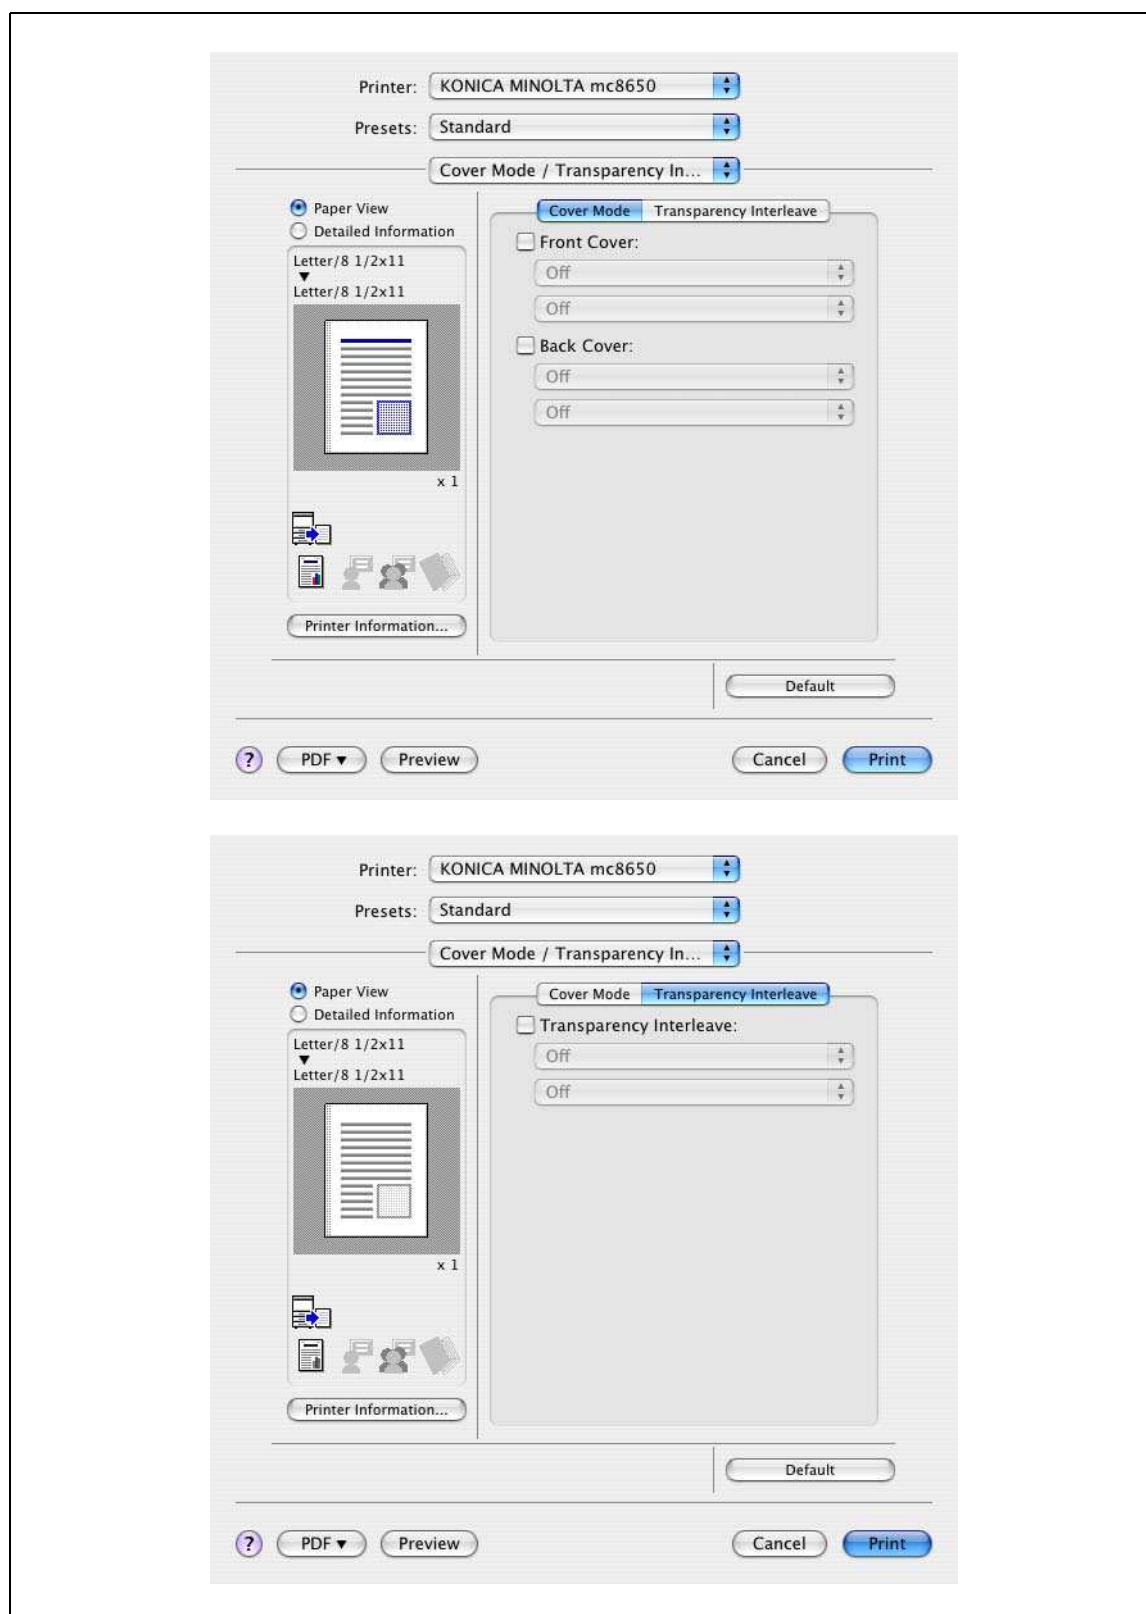 Printer: KONICA MINOLTA mc8650
Presets: Standard
Cover Mode / Transparency In...
Paper View
Detailed Information
Letter/8 1/2x11
Letter/8 1/2x11
x 1
Printer Information...
Cover Mode Transparency Interleave
Front Cover:
Off
Off
Back Cover:
Off
Off
Default
? PDF Preview Cancel Print
Printer: KONICA MINOLTA mc8650
Presets: Standard
Cover Mode / Transparency In...
Paper View
Detailed Information
Letter/8 1/2x11
Letter/8 1/2x11
x 1
Printer Information...
Cover Mode Transparency Interleave
Transparency Interleave:
Off
Off
Default
? PDF Preview Cancel Print